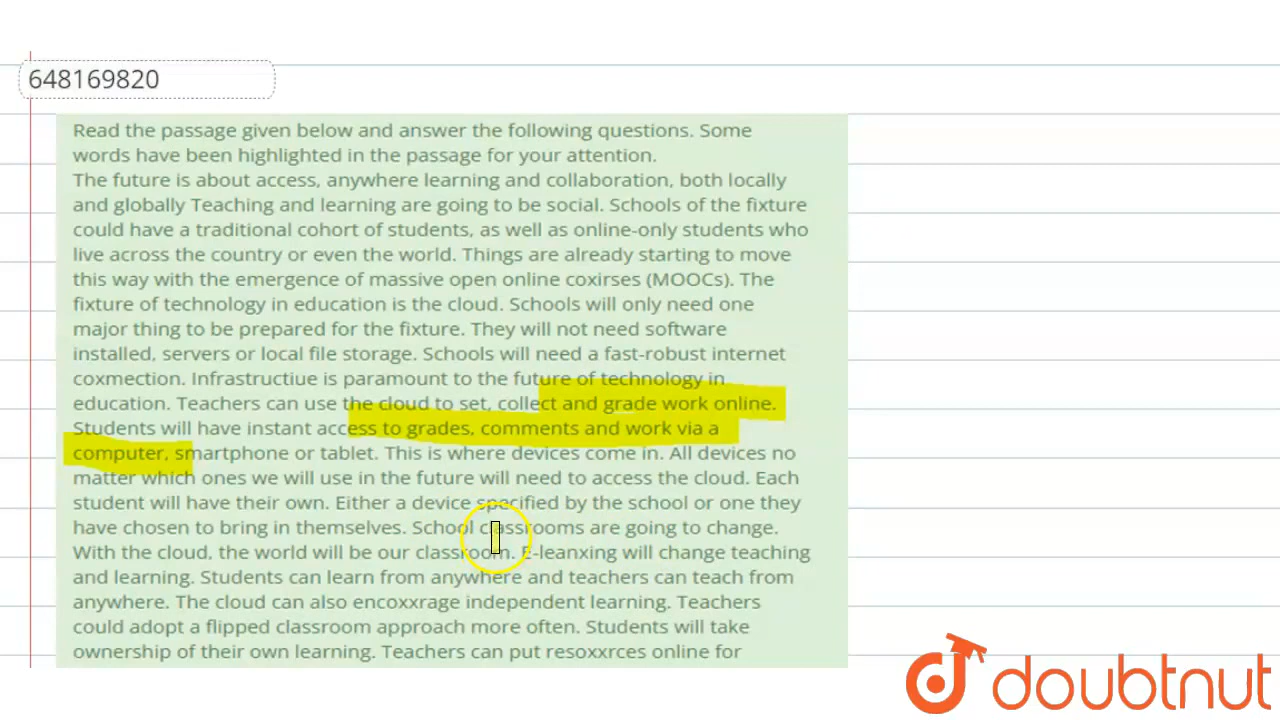 648169820
Read the passage given below and answer the following questions. Some
words have been highlighted in the passage for your attention.
The future is about access, anywhere learning and collaboration, both locally
and globally Teaching and learning are going to be social. Schools of the fixture
could have a traditional cohort of students, as well as online-only students who
live across the country or even the world. Things are already starting to move
this way with the emergence of massive open online coxirses (MOOCs). The
fixture of technology in education is the cloud. Schools will only need one
major thing to be prepared for the fixture. They will not need software
installed, servers or local file storage. Schools will need a fast-robust internet
coxmection. Infrastructiue is paramount to the future of technology in
education. Teachers can use the cloud to set, collect and grade work online.
Students will have instant access to grades, comments and work via a
computer, smartphone or tablet. This is where devices come in. All devices no
matter which ones we will use in the future will need to access the cloud. Each
student will have their own. Either a device specified by the school or one they
have chosen to bring in themselves. School classrooms are going to change.
With the cloud, the world will be our classroom. E-leanxing will change teaching
and learning. Students can learn from anywhere and teachers can teach from
anywhere. The cloud can also encoxxrage independent learning. Teachers
could adopt a flipped classroom approach more often. Students will take
ownership of their own learning. Teachers can put resoxxrces online for
doubtnut